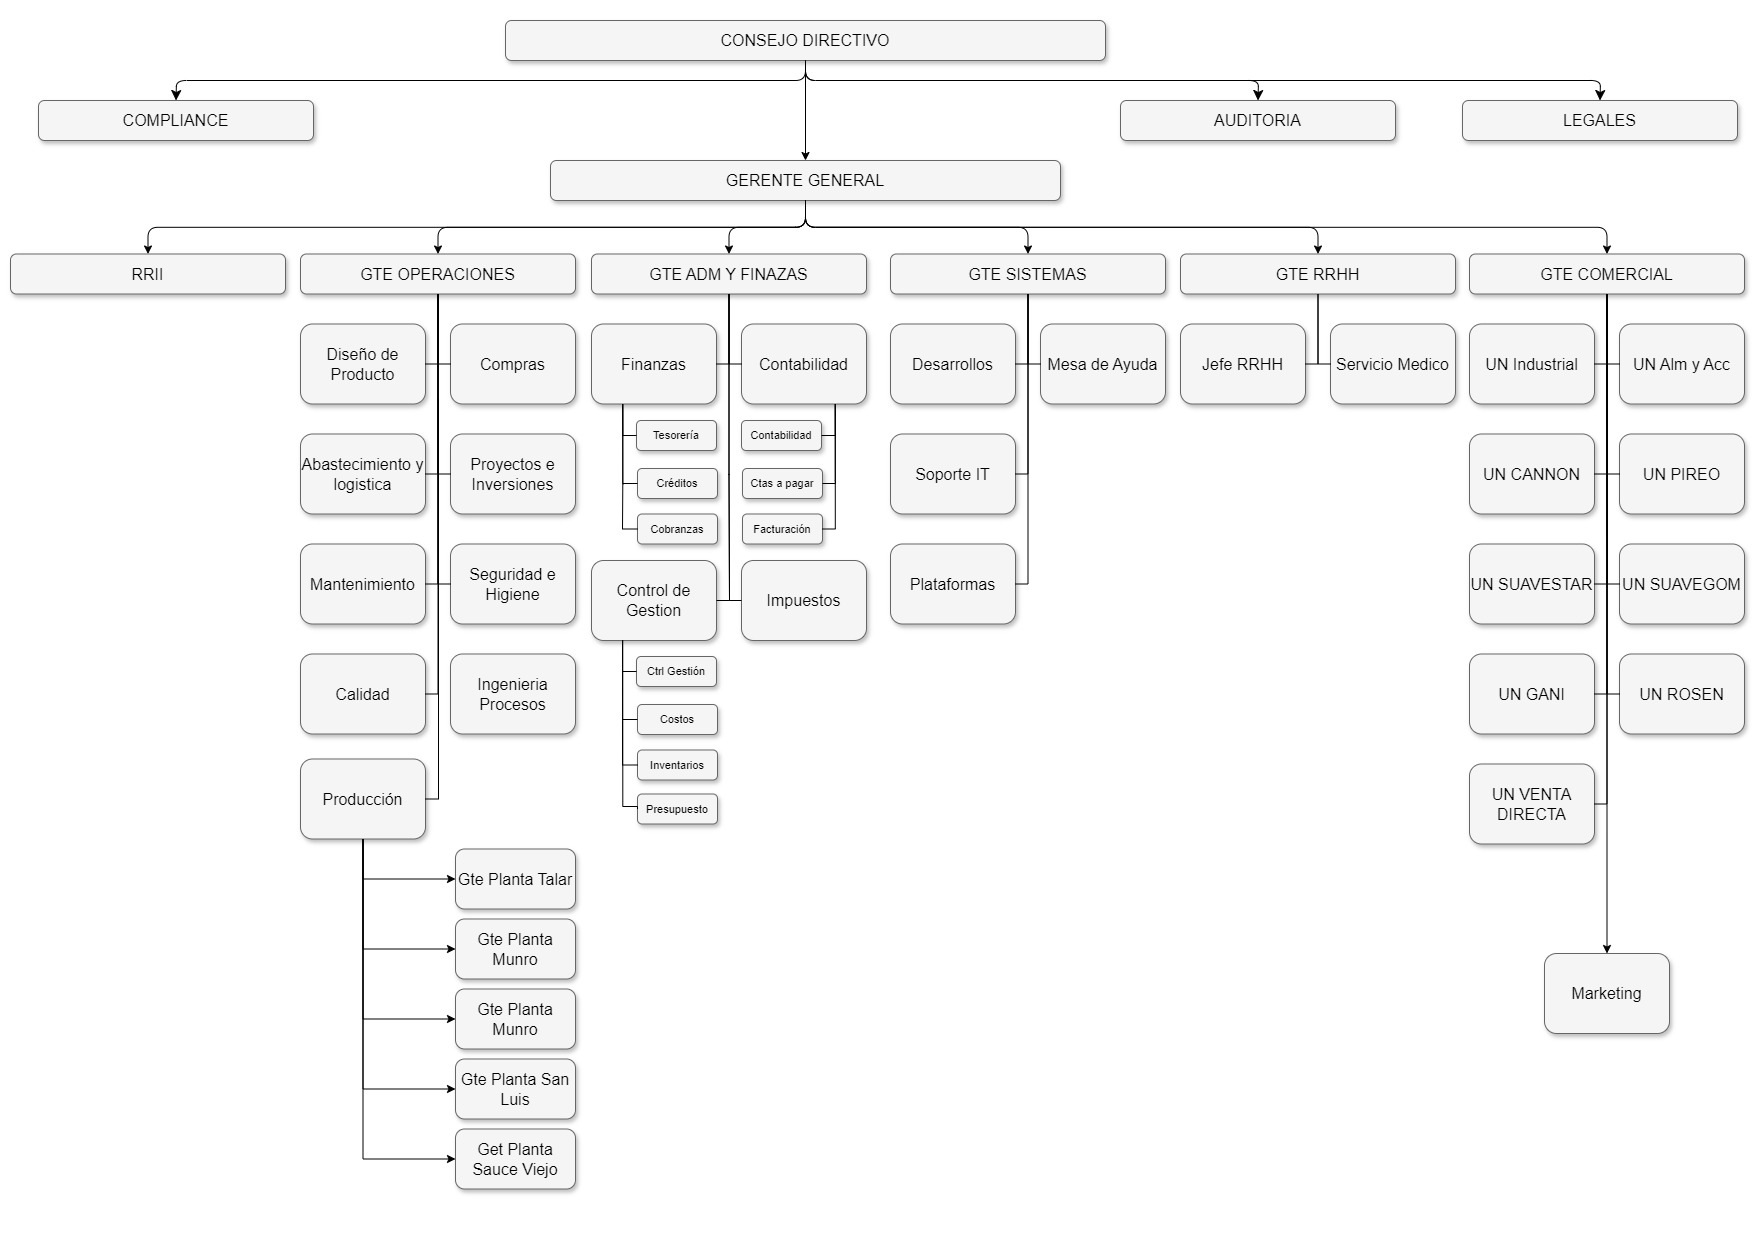 CONSEJO DIRECTIVO
COMPLIANCE
AUDITORIA
LEGALES
GERENTE GENERAL
RRII
GTE OPERACIONES
GTE ADM Y FINAZAS
GTE SISTEMAS
GTE RRHH
GTE COMERCIAL
Diseño de
Producto
Compras
Abastecimiento y
logistica
Proyectos e
Inversiones
Mantenimiento
Seguridad e
Higiene
Calidad
Ingenieria
Procesos
Producción
Gte Planta Talar
Gte Planta
Munro
Gte Planta
Munro
Gte Planta San
Luis
Get Planta
Sauce Viejo
Finanzas
Contabilidad
Tesorería
Créditos
Cobranzas
Contabilidad
Ctas a pagar
Facturación
Control de
Gestion
Impuestos
Ctrl Gestión
Costos
Inventarios
Presupuesto
Desarrollos
Mesa de Ayuda
Soporte IT
Plataformas
Jefe RRHH
Servicio Medico
UN Industrial
UN Alm y Acc
UN CANNON
UN PIREO
UN SUAVESTAR
UN SUAVEGOM
UN GANI
UN ROSEN
UN VENTA
DIRECTA
Marketing